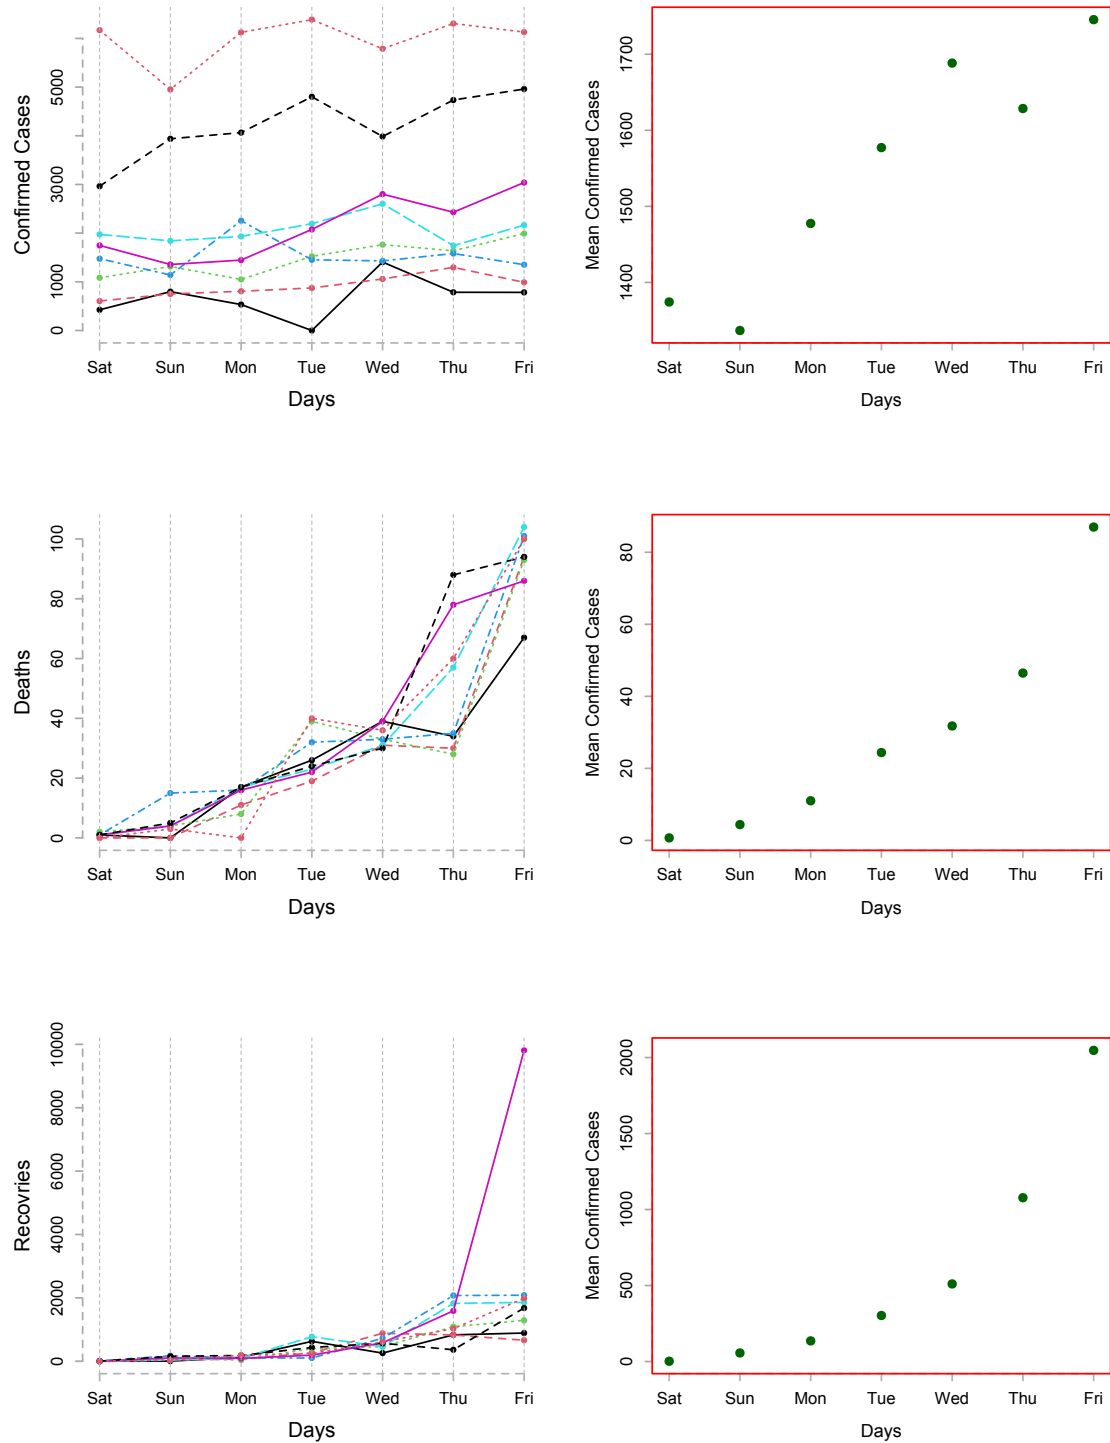 Confirmed Cases
5000
3000
1000
0
Sat Sun Mon Tue Wed Thu Fri
Days
Mean Confirmed Cases
1700
1600
1500
1400
Sat Sun Mon Tue Wed Thu Fri
Days
Deaths
100
80
60
40
20
0
Sat Sun Mon Tue Wed Thu Fri
Days
Mean Confirmed Cases
80
60
40
20
0
Sat Sun Mon Tue Wed Thu Fri
Days
Recovries
10000
8000
6000
4000
2000
0
Sat Sun Mon Tue Wed Thu Fri
Days
Mean Confirmed Cases
2000
1500
1000
500
0
Sat Sun Mon Tue Wed Thu Fri
Days